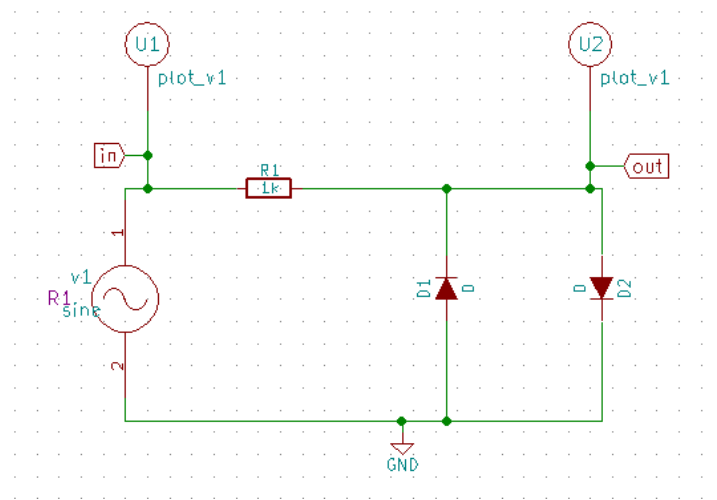 U1
plot_v1
U2
plot_v1
in
out
R1
1k
1
v1
R1.
sine
D1
D
D
D2
2
GND